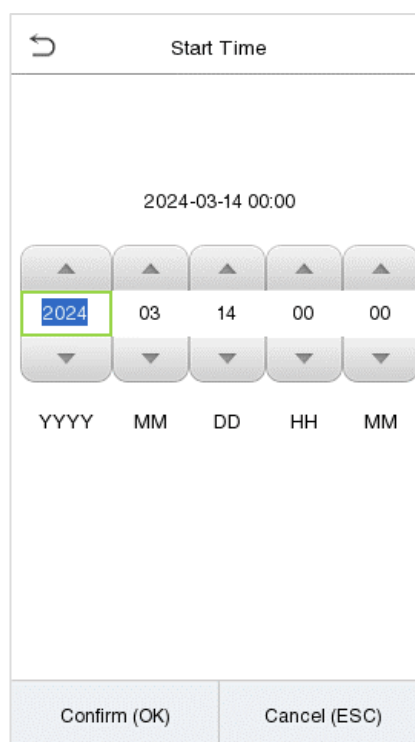 Start Time
2024-03-14 00:00
2024 03 14 00 00
YYYY MM DD HH MM
Confirm (OK) Cancel (ESC)